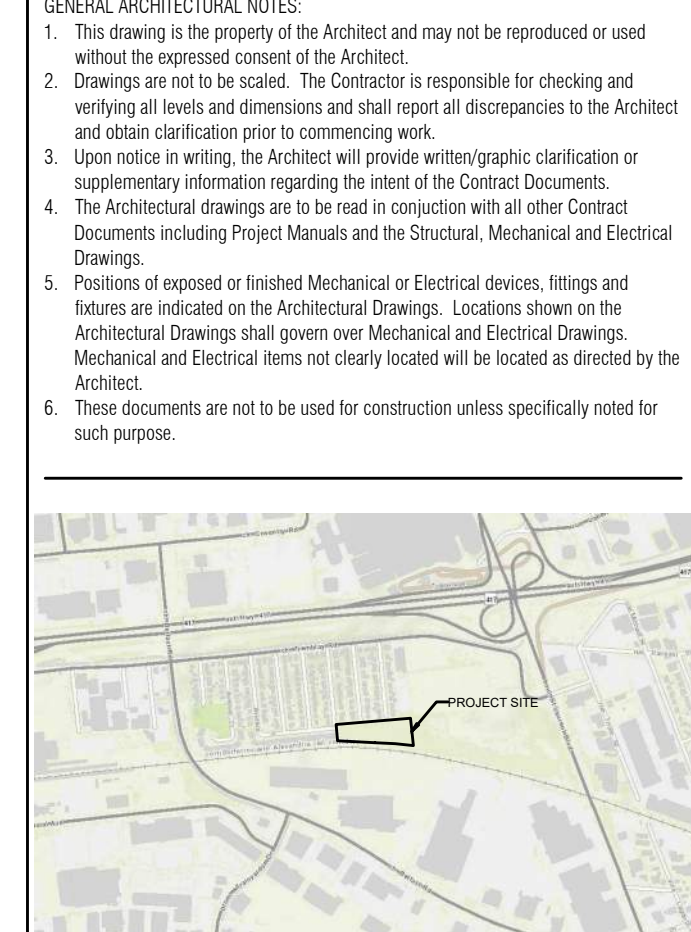 GENERAL ARCHITECTURAL NOTES:
1. This drawing is the property of the Architect and may not be reproduced or used
without the expressed consent of the Architect.
2. Drawings are not to be scaled. The Contractor is responsible for checking and
verifying all levels and dimensions and shall report all discrepancies to the Architect
and obtain clarification prior to commencing work.
3. Upon notice in writing, the Architect will provide written/graphic clarification or
supplementary information regarding the intent of the Contract Documents.
4. The Architectural drawings are to be read in conjuction with all other Contract
Documents including Project Manuals and the Structural, Mechanical and Electrical
Drawings.
5. Positions of exposed or finished Mechanical or Electrical devices, fittings and
fixtures are indicated on the Architectural Drawings. Locations shown on the
Architectural Drawings shall govern over Mechanical and Electrical Drawings.
Mechanical and Electrical items not clearly located will be located as directed by the
Architect.
6. These documents are not to be used for construction unless specifically noted for
such purpose.
417
417
417
PROJECT SITE